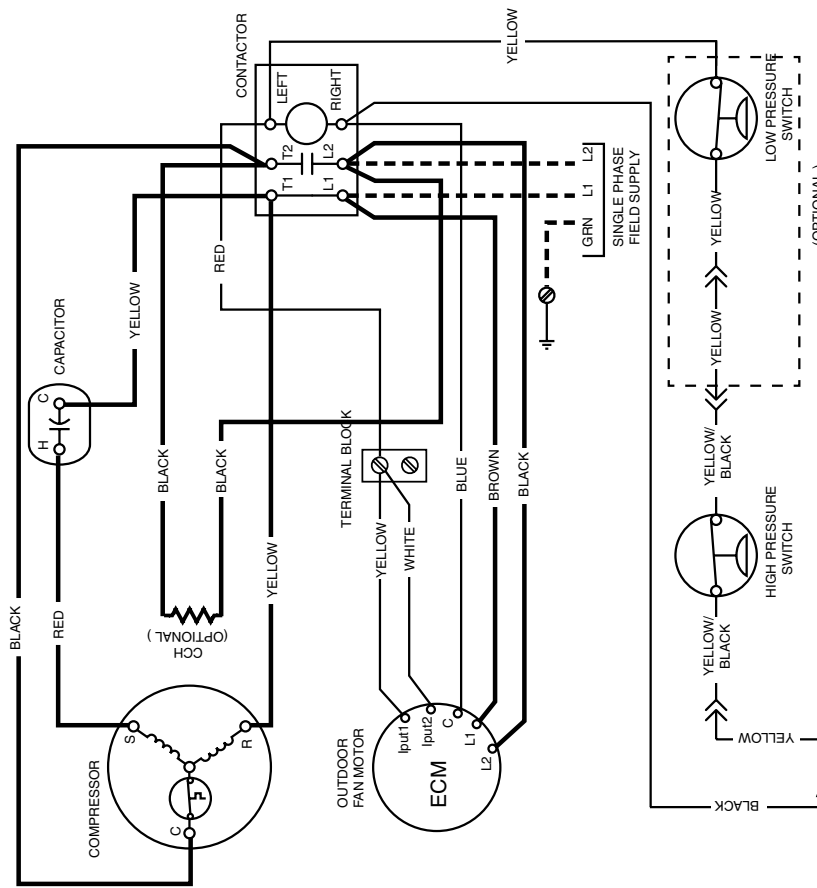 CONTACTOR
LEFT
RIGHT
T2
L2
T1
L1
YELLOW
RED
YELLOW
CAPACITOR
C
H
BLACK
BLACK
BLACK
RED
YELLOW
CCH
(OPTIONAL)
COMPRESSOR
S
R
C
TERMINAL BLOCK
YELLOW
WHITE
BLUE
BROWN
BLACK
OUTDOOR
FAN MOTOR
ECM
Iput1
Iput2
C
L1
L2
GRN
L1
L2
SINGLE PHASE
FIELD SUPPLY
LOW PRESSURE
SWITCH
YELLOW
YELLOW
YELLOW/
BLACK
HIGH PRESSURE
SWITCH
YELLOW/
BLACK
YELLOW
BLACK